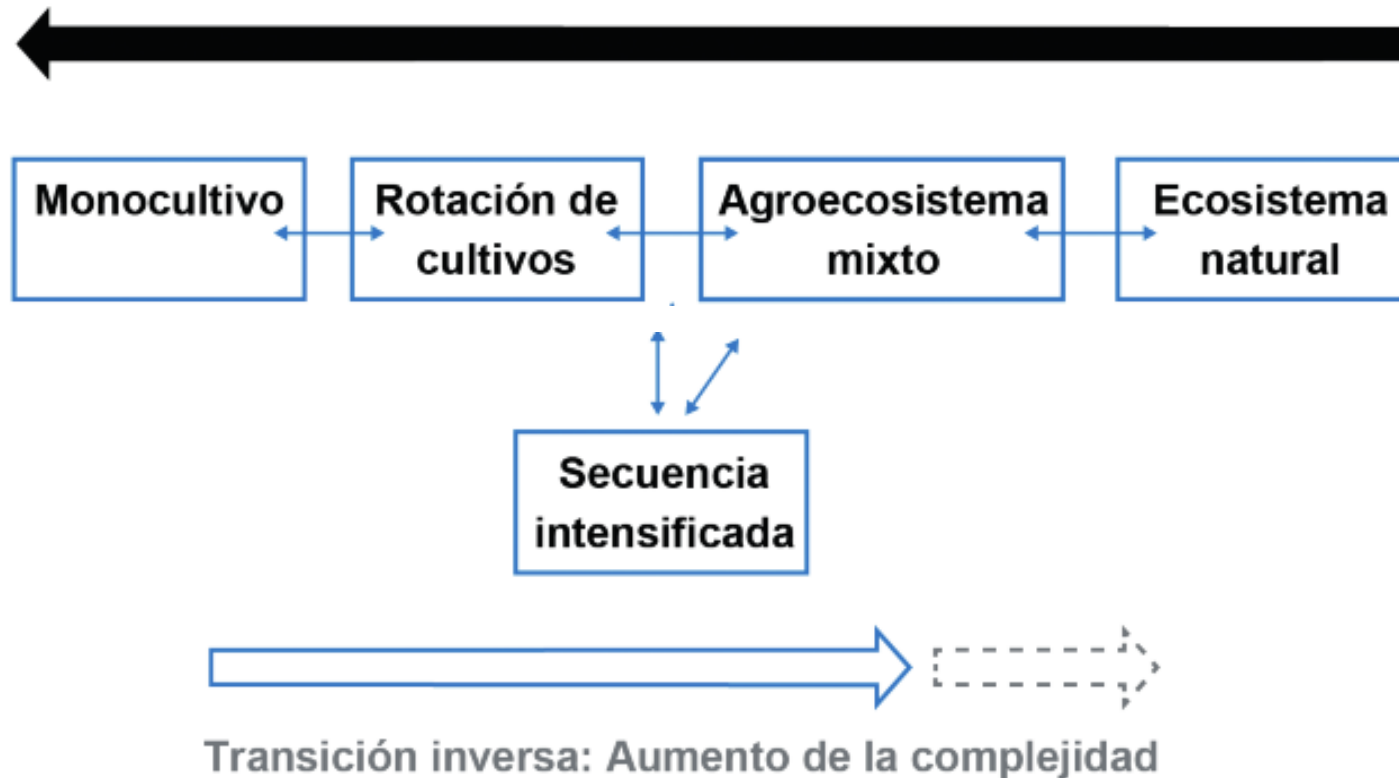 Monocultivo
Rotación de
cultivos
Agroecosistema
mixto
Ecosistema
natural
Secuencia
intensificada
Transición inversa: Aumento de la complejidad